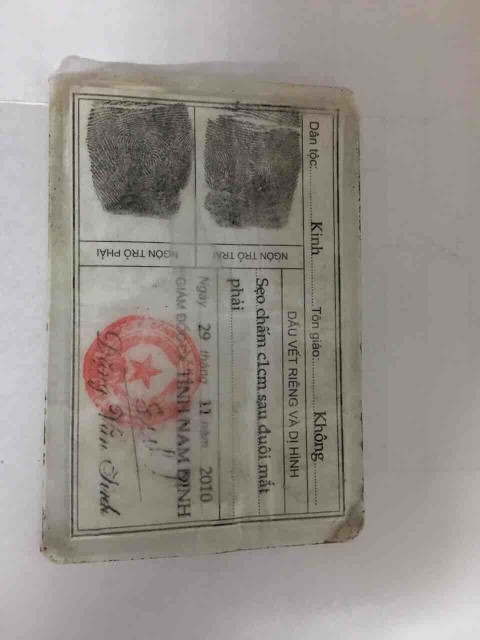 Dân tộc:........Kinh........Tôn giáo:........Không........
DẤU VẾT RIÊNG VÀ DỊ HÌNH
Sẹo chấm c1cm sau đuôi mắt
phải
Ngày 29 tháng 11 năm 2010
GIÁM ĐỐC CA TỈNH NAM ĐỊNH
NGÓN TRỎ TRÁI
NGÓN TRỎ PHẢI